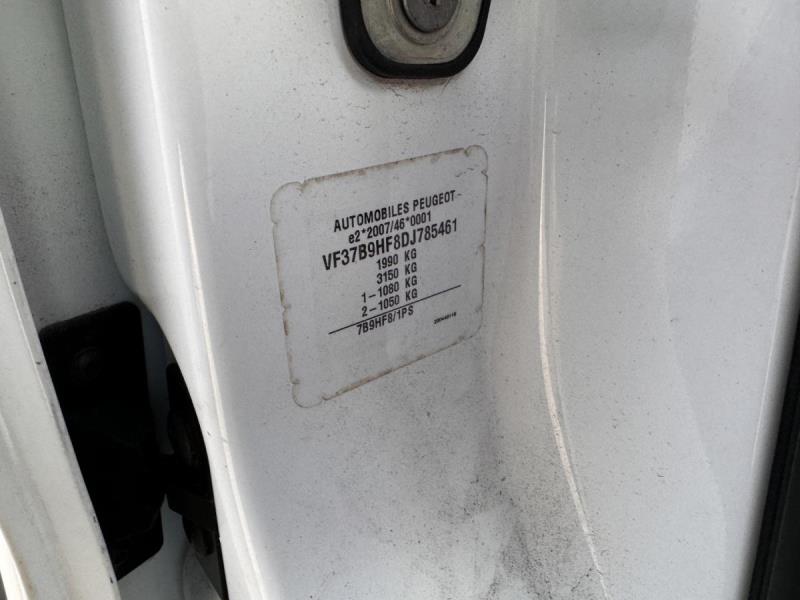 AUTOMOBILES PEUGEOT
e2*2007/46*0001
VF37B9HF8DJ785461
1990 KG
3150 KG
1-1080 KG
2-1050 KG
7B9HF8/1PS